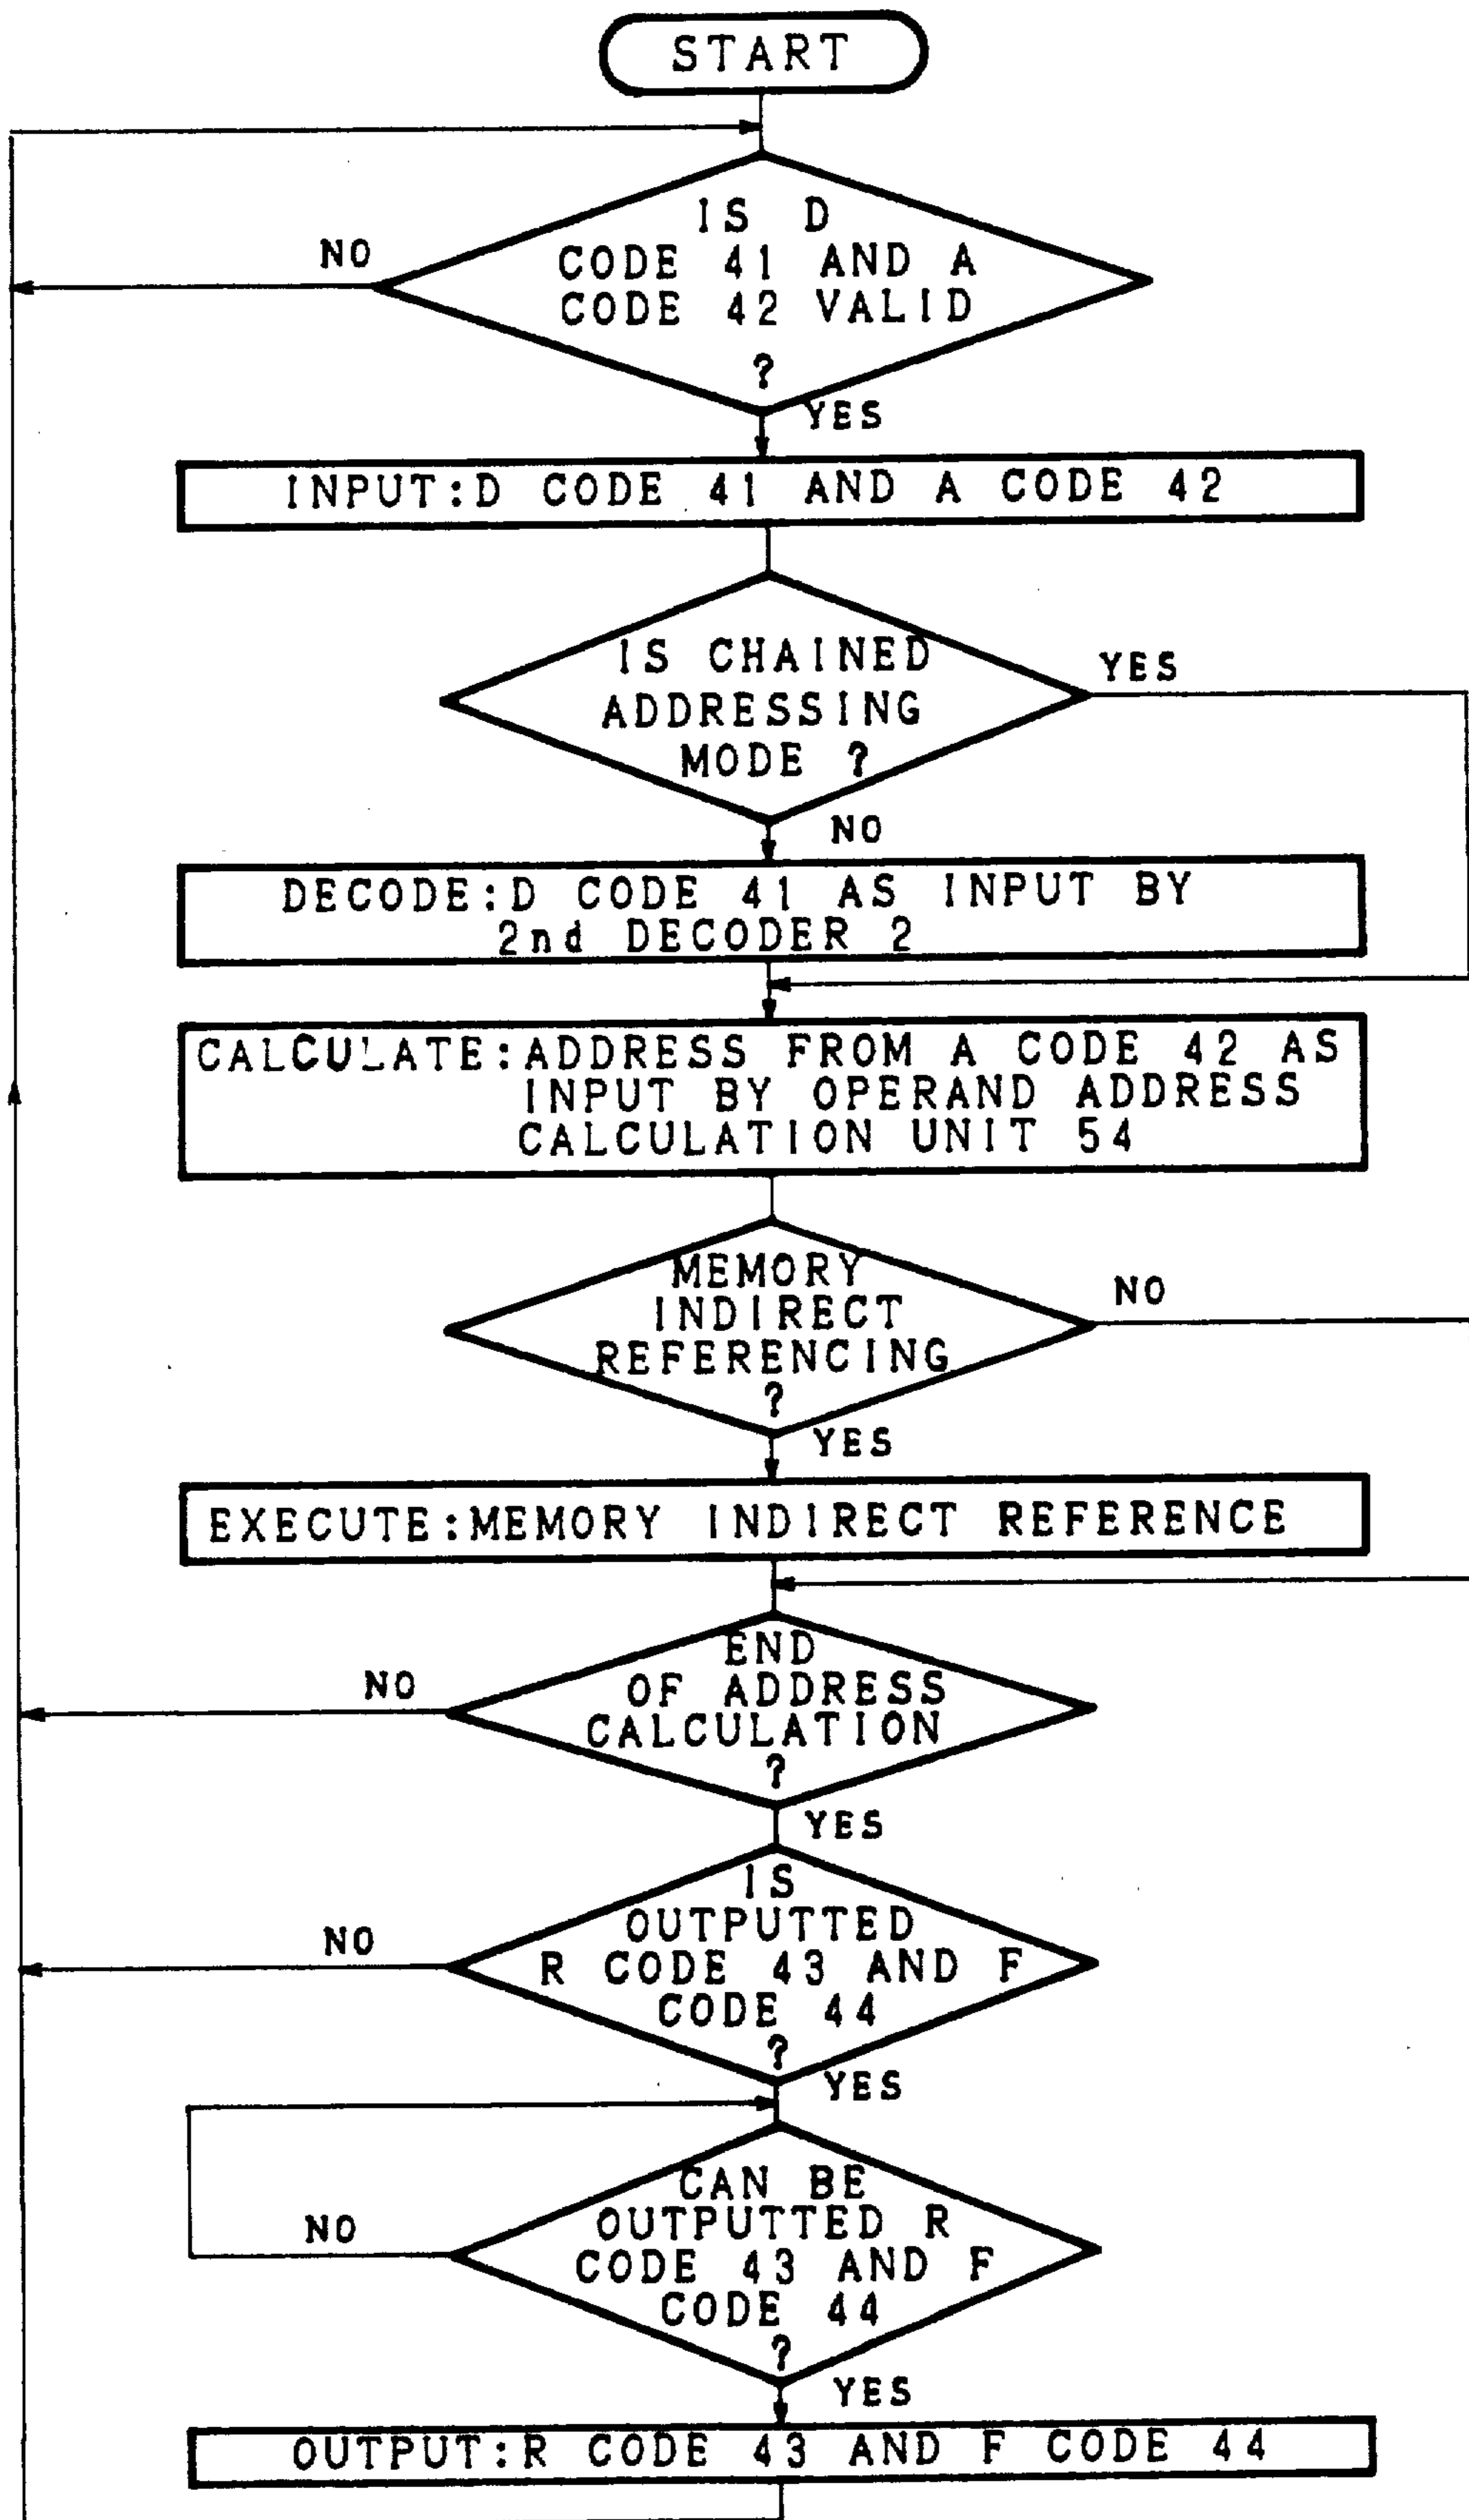 START
IS D
CODE 41 AND A
CODE 42 VALID
?
NO
YES
INPUT:D CODE 41 AND A CODE 42
IS CHAINED
ADDRESSING
MODE ?
YES
NO
DECODE:D CODE 41 AS INPUT BY
2nd DECODER 2
CALCULATE:ADDRESS FROM A CODE 42 AS
INPUT BY OPERAND ADDRESS
CALCULATION UNIT 54
MEMORY
INDIRECT
REFERENCING
?
NO
YES
EXECUTE:MEMORY INDIRECT REFERENCE
END
OF ADDRESS
CALCULATION
?
NO
YES
IS
OUTPUTTED
R CODE 43 AND F
CODE 44
?
NO
YES
CAN BE
OUTPUTTED R
CODE 43 AND F
CODE 44
?
NO
YES
OUTPUT:R CODE 43 AND F CODE 44